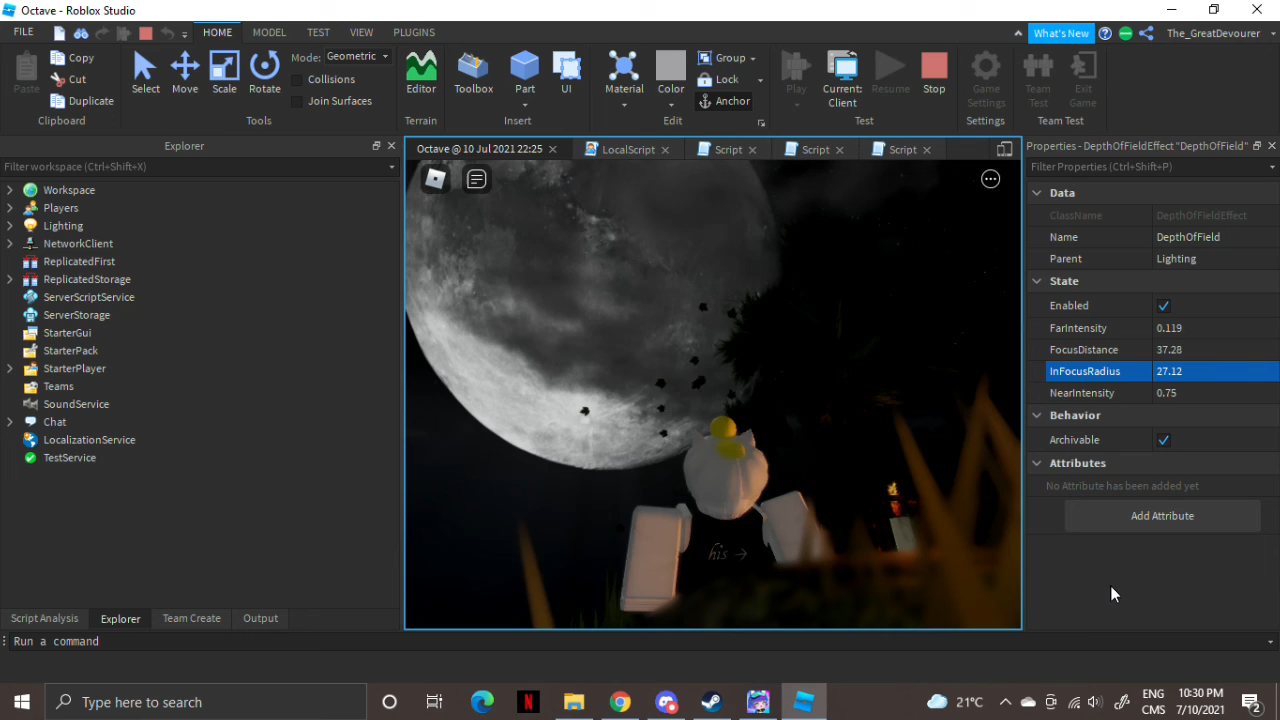 Octave - Roblox Studio
FILE HOME MODEL TEST VIEW PLUGINS What's New The_GreatDevourer
Paste Copy Cut Duplicate Clipboard
Select Move Scale Rotate Mode: Geometric Collisions Join Surfaces Tools
Editor Terrain
Toolbox Part UI Insert
Material Color Group Lock Anchor Edit
Play Current: Client Resume Stop Test
Game Settings Settings
Team Test Exit Game Team Test
Explorer
Filter workspace (Ctrl+Shift+X)
Workspace
Players
Lighting
NetworkClient
ReplicatedFirst
ReplicatedStorage
ServerScriptService
ServerStorage
StarterGui
StarterPack
StarterPlayer
Teams
SoundService
Chat
LocalizationService
TestService
Script Analysis Explorer Team Create Output
Octave @ 10 Jul 2021 22:25 LocalScript Script Script Script
his →
Properties - DepthOfFieldEffect "DepthOfField"
Filter Properties (Ctrl+Shift+P)
Data
ClassName DepthOfFieldEffect
Name DepthOfField
Parent Lighting
State
Enabled
FarIntensity 0.119
FocusDistance 37.28
InFocusRadius 27.12
NearIntensity 0.75
Behavior
Archivable
Attributes
No Attribute has been added yet
Add Attribute
Run a command
Type here to search
N
21°C
ENG
CMS
10:30 PM
7/10/2021
2